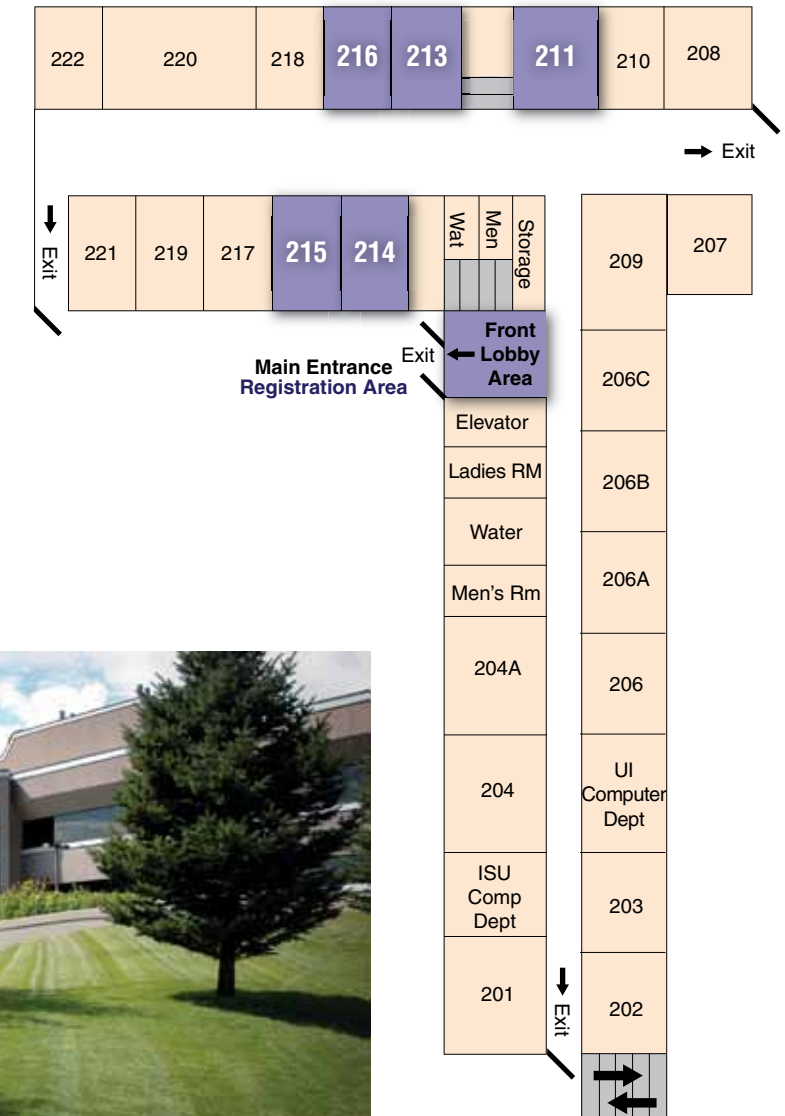 222
220
218
216
213
211
210
208
Exit
Exit
221
219
217
215
214
Wat
Men
Storage
209
207
Front
Lobby
Area
Exit
Main Entrance
Registration Area
206C
Elevator
Ladies RM
206B
Water
206A
Men's Rm
204A
206
204
UI
Computer
Dept
ISU
Comp
Dept
203
201
Exit
202